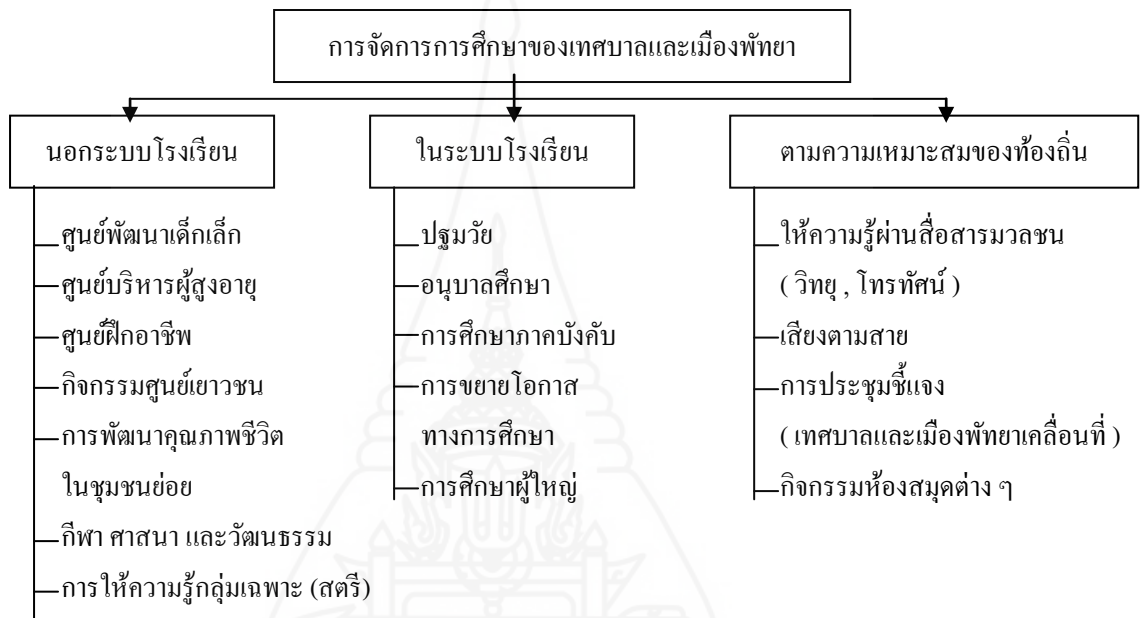 การจัดการการศึกษาของเทศบาลและเมืองพัทยา
นอกระบบโรงเรียน
ศูนย์พัฒนาเด็กเล็ก
ศูนย์บริหารผู้สูงอายุ
ศูนย์ฝึกอาชีพ
กิจกรรมศูนย์เยาวชน
การพัฒนาคุณภาพชีวิต
ในชุมชนย่อย
กีฬา ศาสนา และวัฒนธรรม
การให้ความรู้กลุ่มเฉพาะ (สตรี)
ในระบบโรงเรียน
ปฐมวัย
อนุบาลศึกษา
การศึกษาภาคบังคับ
การขยายโอกาส
ทางการศึกษา
การศึกษาผู้ใหญ่
ตามความเหมาะสมของท้องถิ่น
ให้ความรู้ผ่านสื่อสารมวลชน
( วิทยุ , โทรทัศน์ )
เสียงตามสาย
การประชุมชี้แจง
( เทศบาลและเมืองพัทยาเคลื่อนที่ )
กิจกรรมห้องสมุดต่าง ๆ